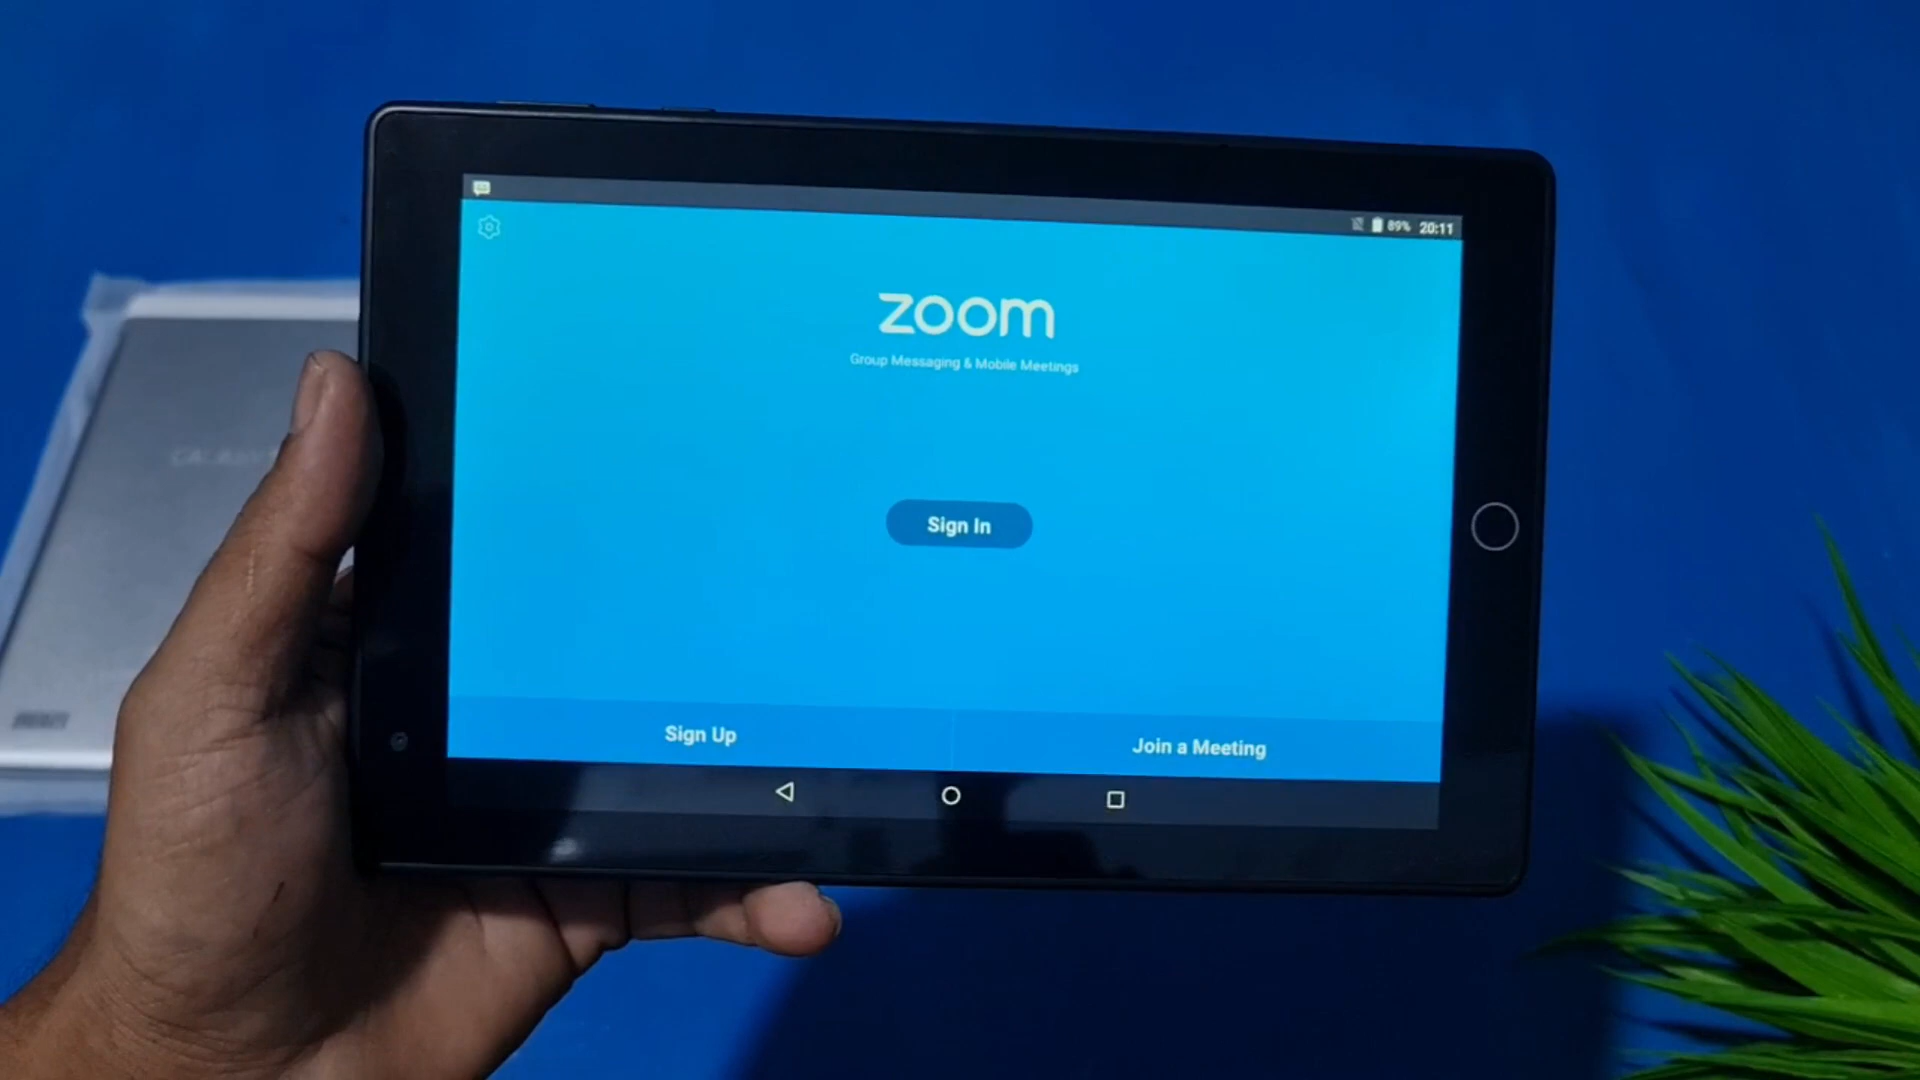 89% 20:11
zoom
Group Messaging & Mobile Meetings
Sign In
Sign Up
Join a Meeting